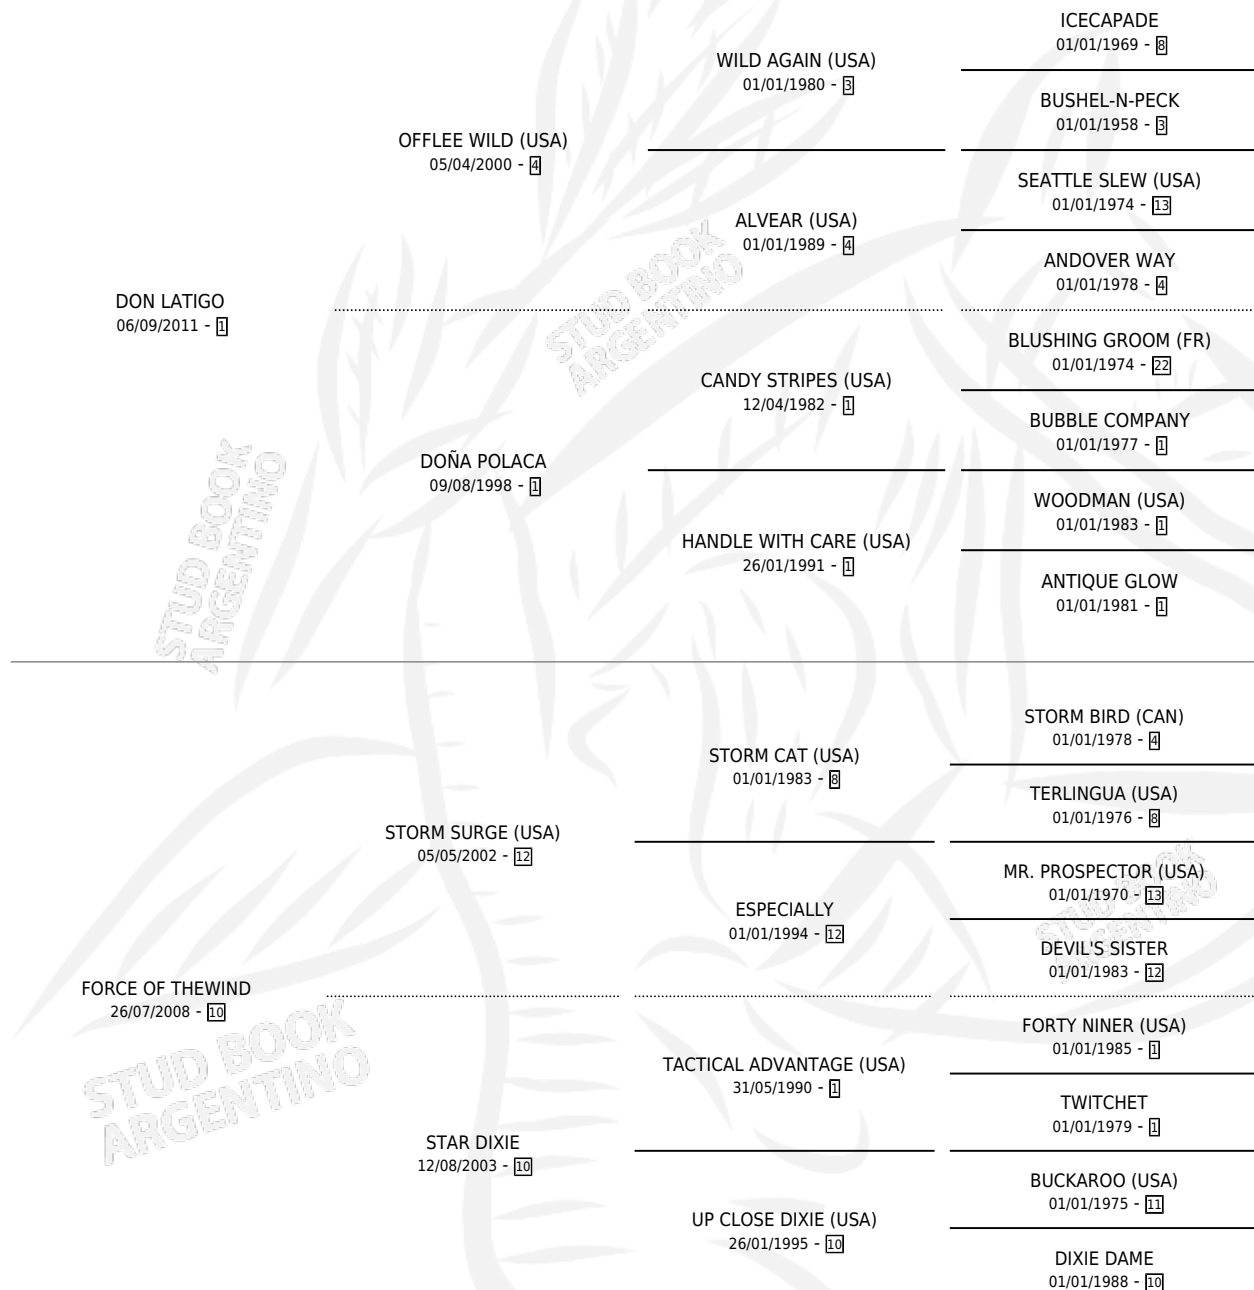 DON LATIGO
06/09/2011 - 1
OFFLEE WILD (USA)
05/04/2000 - 4
DOÑA POLACA
09/08/1998 - 1
WILD AGAIN (USA)
01/01/1980 - 3
ALVEAR (USA)
01/01/1989 - 4
CANDY STRIPES (USA)
12/04/1982 - 1
HANDLE WITH CARE (USA)
26/01/1991 - 1
ICECAPADE
01/01/1969 - 8
BUSHEL-N-PECK
01/01/1958 - 3
SEATTLE SLEW (USA)
01/01/1974 - 13
ANDOVER WAY
01/01/1978 - 4
BLUSHING GROOM (FR)
01/01/1974 - 22
BUBBLE COMPANY
01/01/1977 - 1
WOODMAN (USA)
01/01/1983 - 1
ANTIQUE GLOW
01/01/1981 - 1
STUD BOOK
ARGENTINO
STUD BOOK
ARGENTINO
FORCE OF THEWIND
26/07/2008 - 10
STORM SURGE (USA)
05/05/2002 - 12
STAR DIXIE
12/08/2003 - 10
STORM CAT (USA)
01/01/1983 - 8
ESPECIALLY
01/01/1994 - 12
TACTICAL ADVANTAGE (USA)
31/05/1990 - 1
UP CLOSE DIXIE (USA)
26/01/1995 - 10
STORM BIRD (CAN)
01/01/1978 - 4
TERLINGUA (USA)
01/01/1976 - 8
MR. PROSPECTOR (USA)
01/01/1970 - 13
DEVIL'S SISTER
01/01/1983 - 12
FORTY NINER (USA)
01/01/1985 - 1
TWITCHET
01/01/1979 - 1
BUCKAROO (USA)
01/01/1975 - 11
DIXIE DAME
01/01/1988 - 10
STUD BOOK
ARGENTINO
STUD BOOK
ARGENTINO